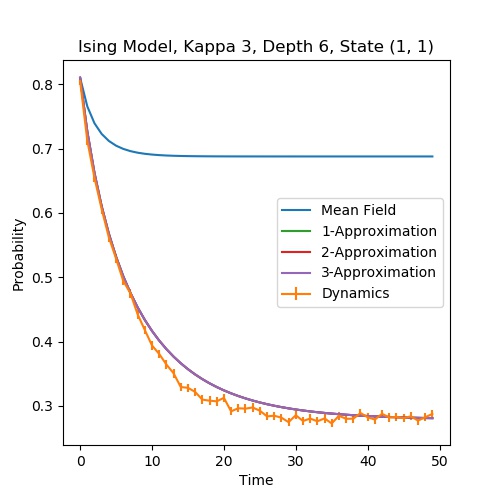 Ising Model, Kappa 3, Depth 6, State (1, 1)
0.8
0.7
0.6
0.5
0.4
0.3
Probability
Mean Field
1-Approximation
2-Approximation
3-Approximation
Dynamics
0 10 20 30 40 50
Time